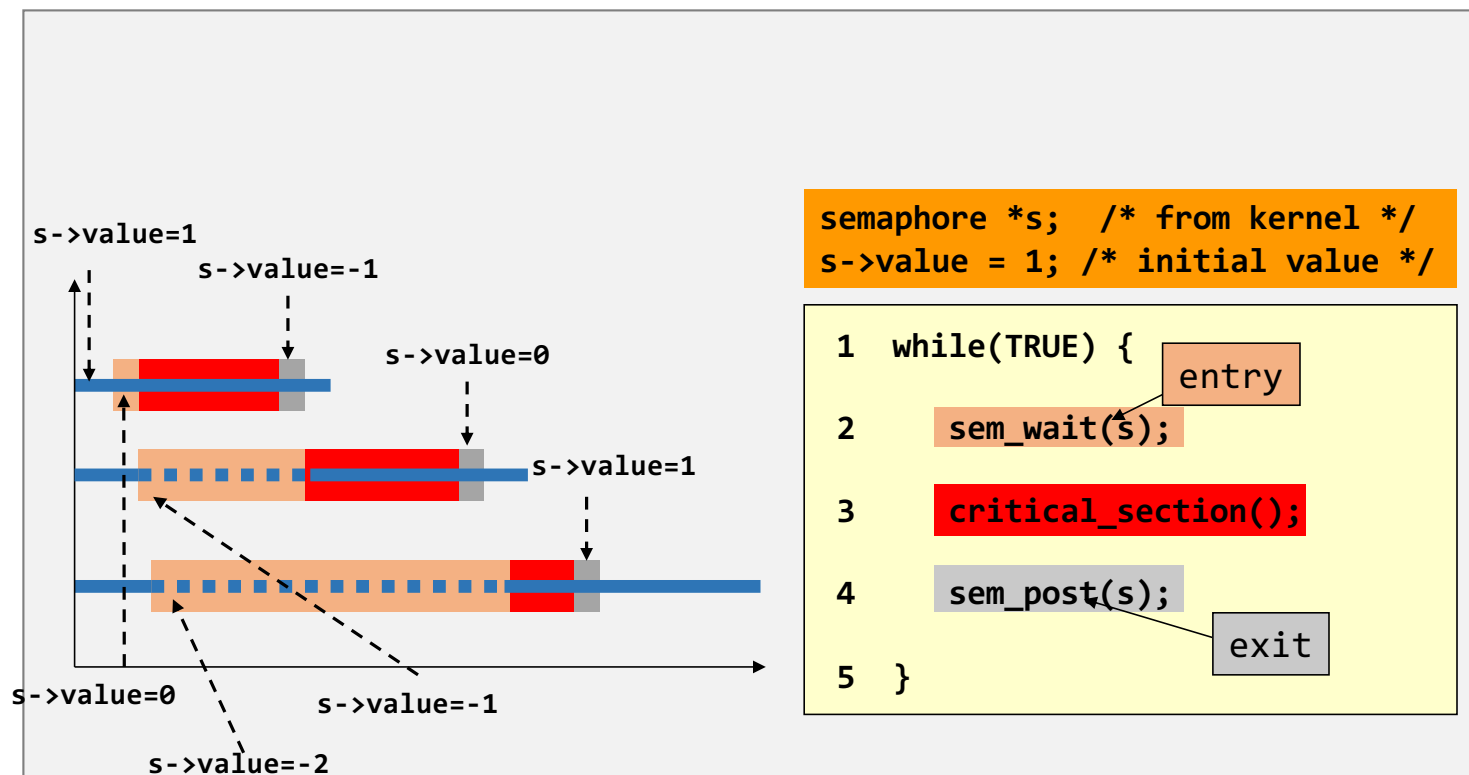 s->value=1
s->value=-1
s->value=0
s->value=1
s->value=0
s->value=-1
s->value=-2
semaphore *s;  /* from kernel */
s->value = 1; /* initial value */
1 while(TRUE) {
entry
2 sem_wait(s);
3 critical_section();
4 sem_post(s);
exit
5 }